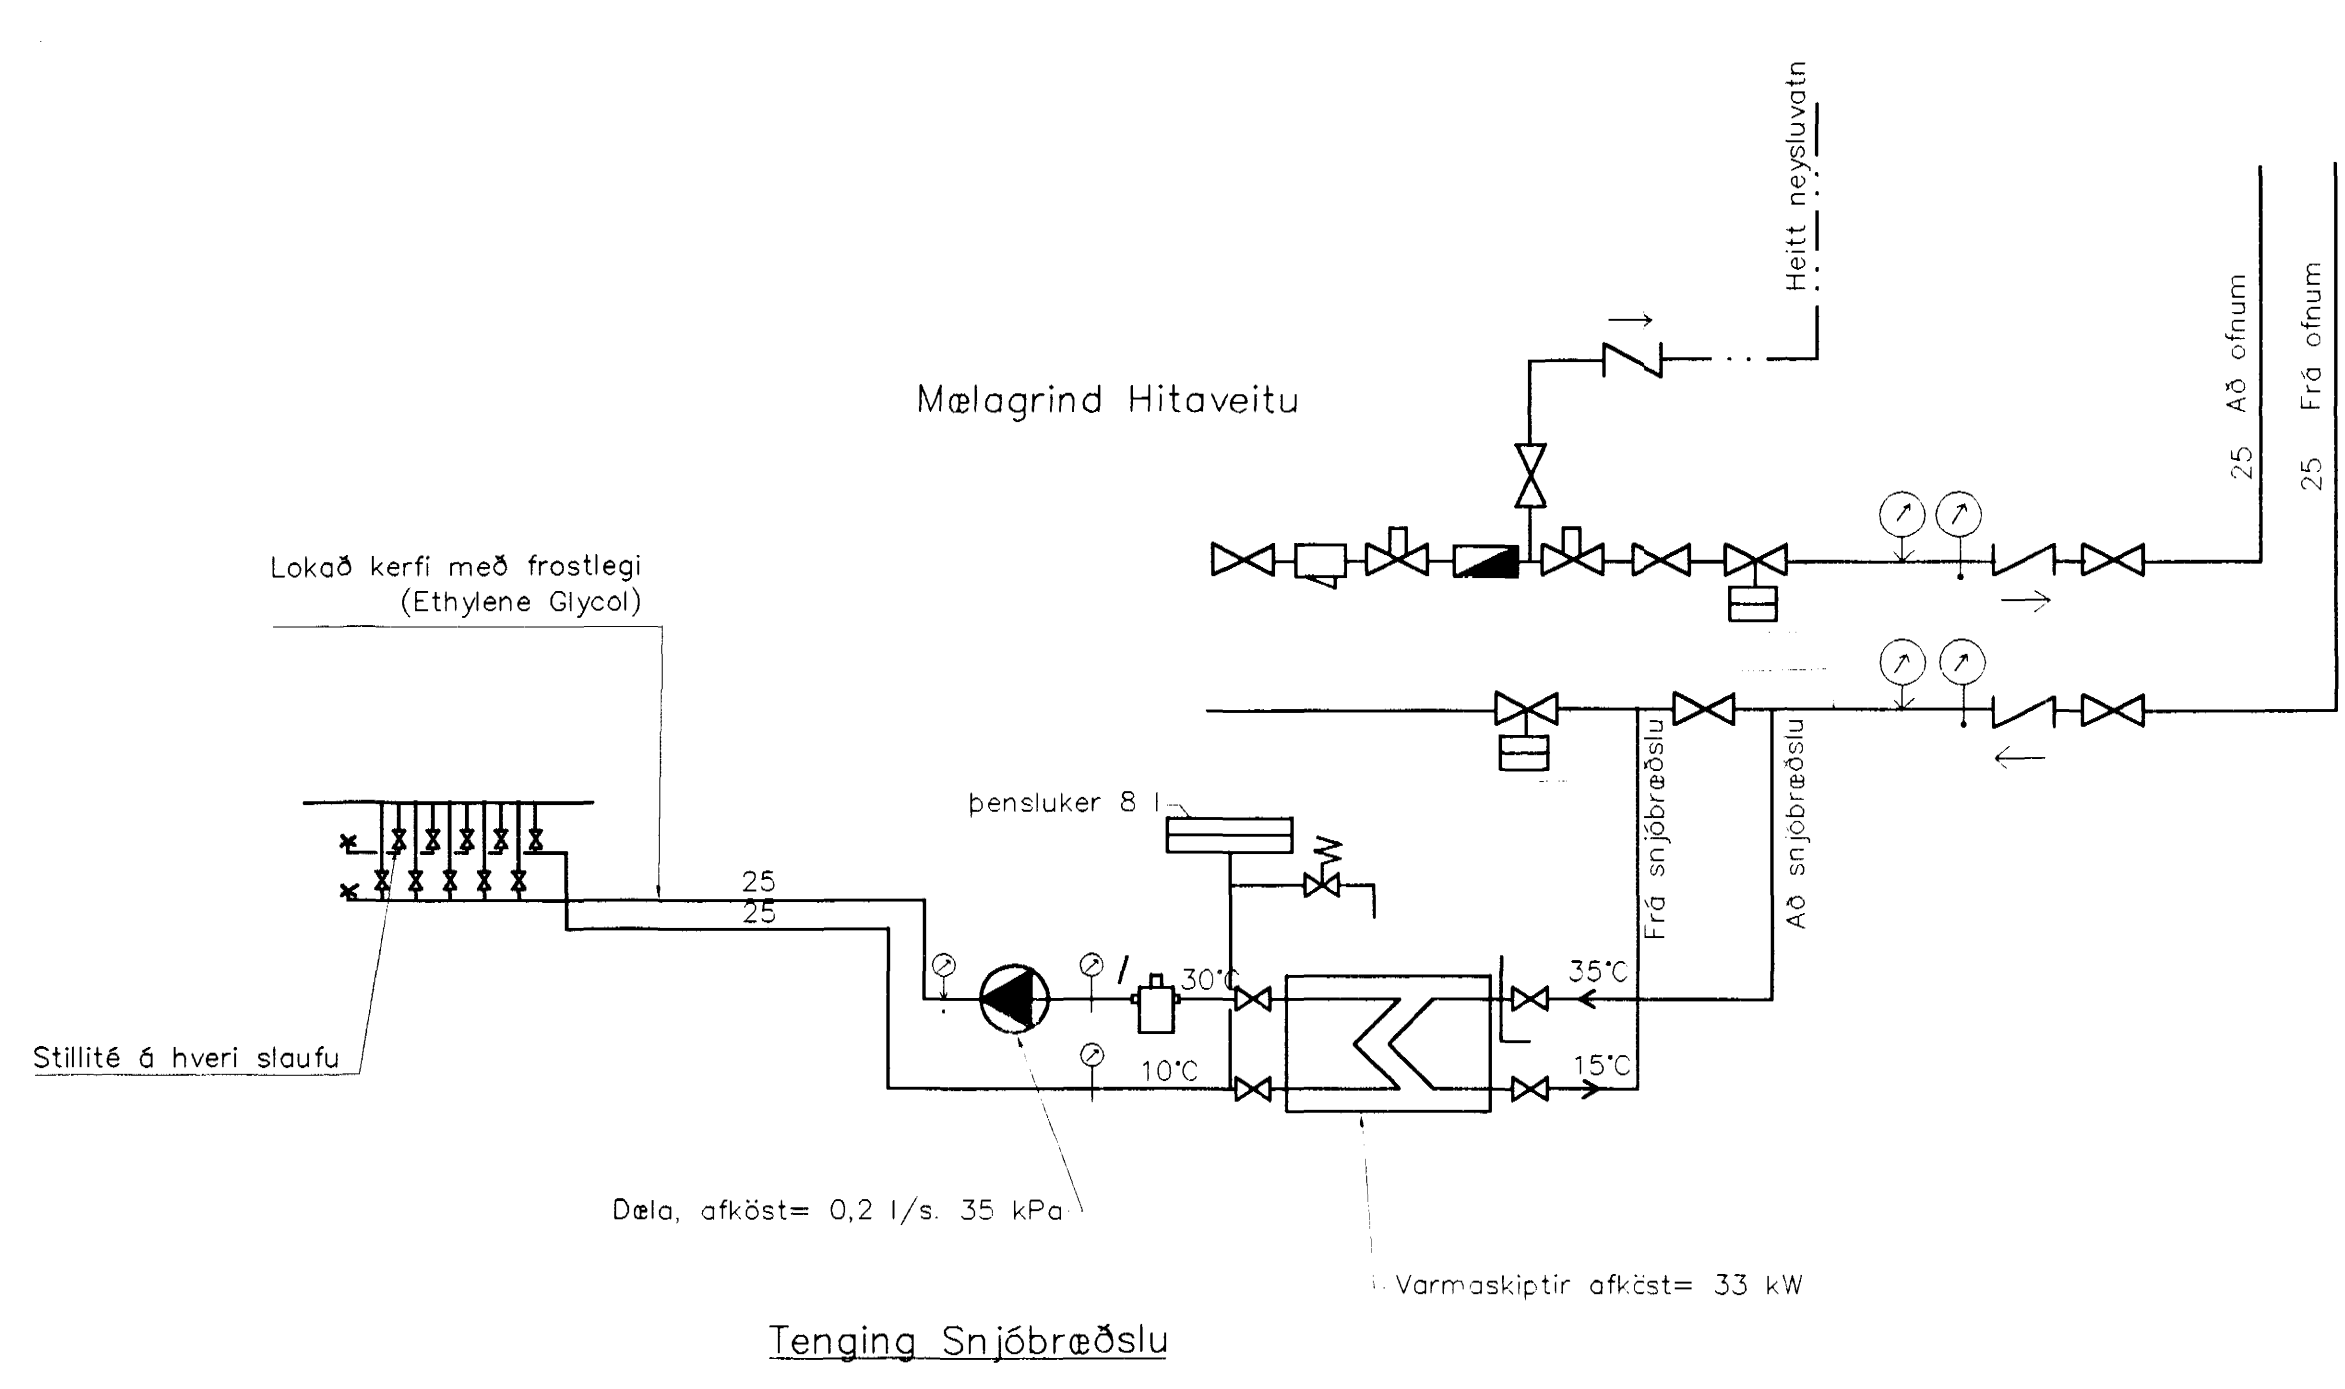 Heitt neysluvatn
25 Að ofnum
25 Frá ofnum
Mælagrind Hitaveitu
Lokað kerfi með frostlegi
(Ethylene Glycol)
Frá snjóbræðslu
Að snjóbræðslu
þensluker 8 l
25
25
30°C
35°C
Stillité á hveri slaufu
10°C
15°C
Dæla, afköst= 0,2 l/s. 35 kPa
Varmaskiptir afköst= 33 kW
Tenging Snjóbræðslu